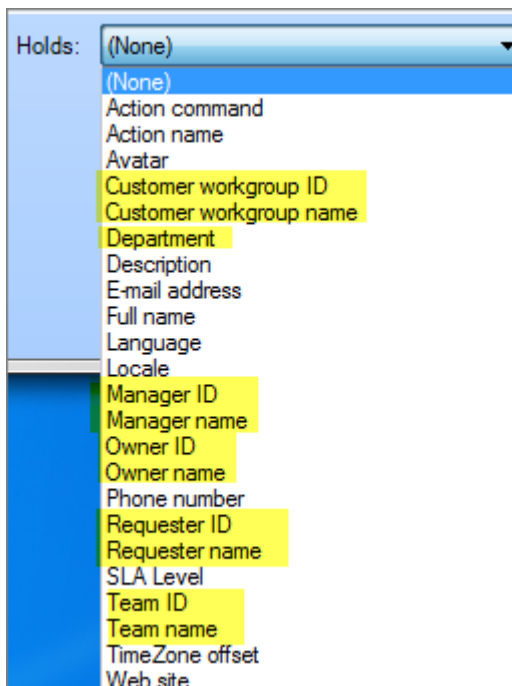 Holds: (None)
(None)
Action command
Action name
Avatar
Customer workgroup ID
Customer workgroup name
Department
Description
E-mail address
Full name
Language
Locale
Manager ID
Manager name
Owner ID
Owner name
Phone number
Requester ID
Requester name
SLA Level
Team ID
Team name
TimeZone offset
Web site